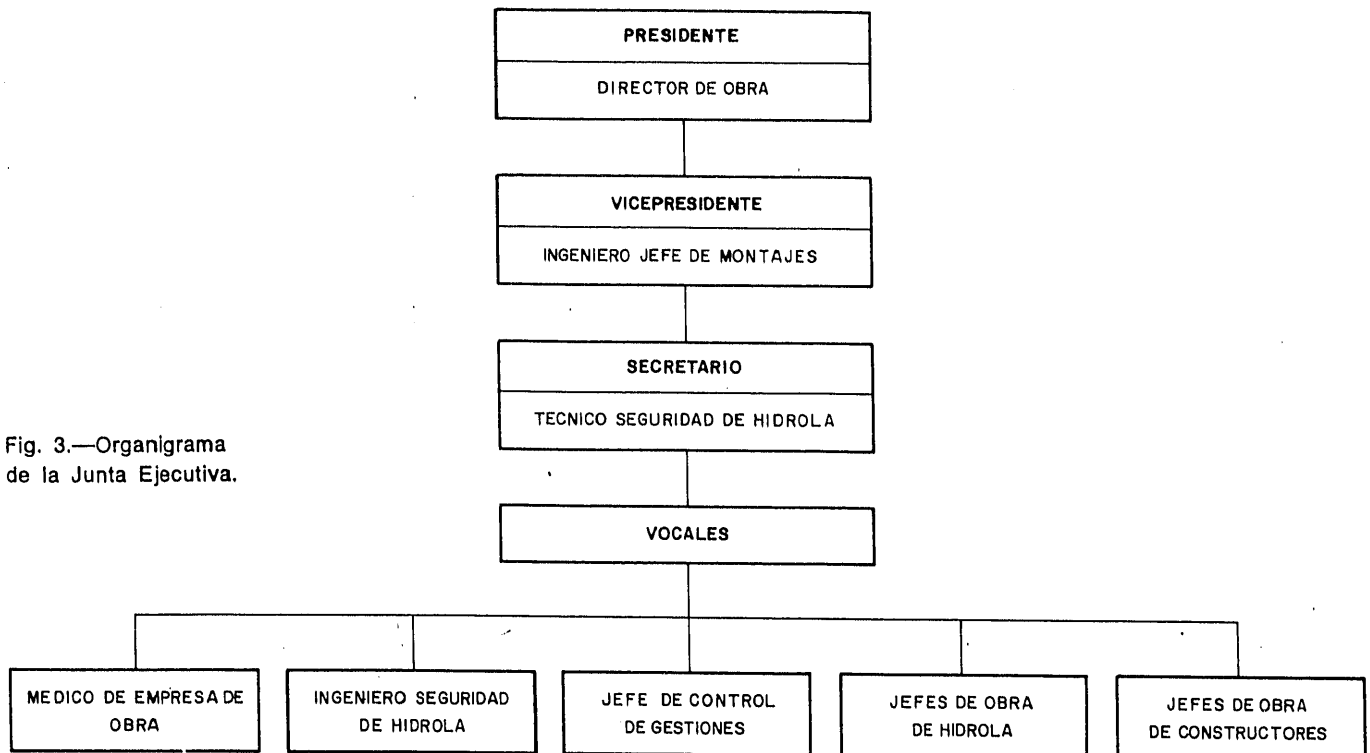 PRESIDENTE
DIRECTOR DE OBRA
VICEPRESIDENTE
INGENIERO JEFE DE MONTAJES
SECRETARIO
TECNICO SEGURIDAD DE HIDROLA
Fig. 3.—Organigrama
de la Junta Ejecutiva.
VOCALES
MEDICO DE EMPRESA DE
OBRA
INGENIERO SEGURIDAD
DE HIDROLA
JEFE DE CONTROL
DE GESTIONES
JEFES DE OBRA
DE HIDROLA
JEFES DE OBRA
DE CONSTRUCTORES